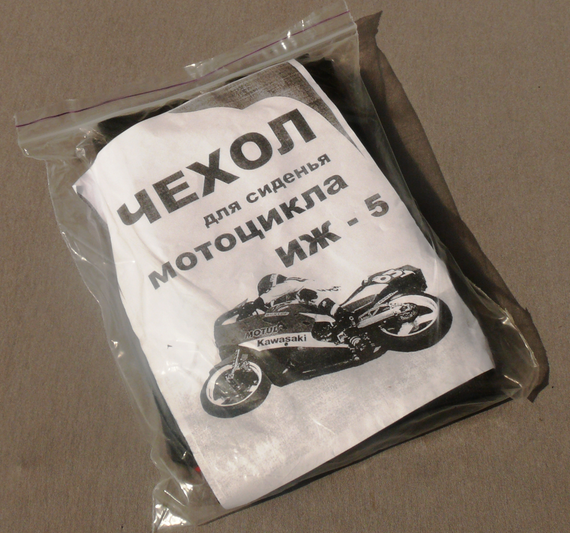 ЧЕХОЛ
для сиденья
мотоцикла
иж - 5
MOTUL
Kawasaki